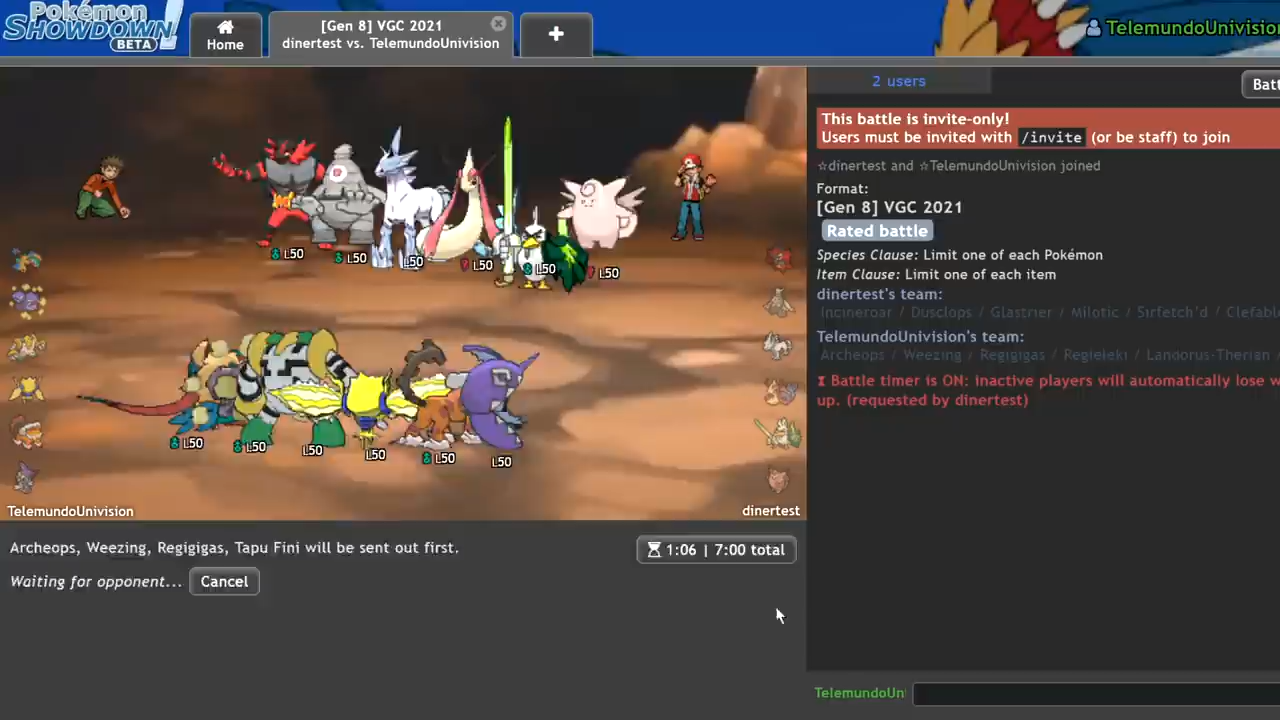 Pokémon
SHOWDOWN!
BETA
Home
[Gen 8] VGC 2021
dinertest vs. TelemundoUnivision
TelemundoUnivision
2 users
Batt
This battle is invite-only!
Users must be invited with /invite (or be staff) to join
☆dinertest and ☆TelemundoUnivision joined
Format:
[Gen 8] VGC 2021
Rated battle
Species Clause: Limit one of each Pokémon
Item Clause: Limit one of each item
dinertest's team:
Incineroar / Dusclops / Glastrier / Milotic / Sirfetch'd / Clefable
TelemundoUnivision's team:
Archeops / Weezing / Regigigas / Regieleki / Landorus-Therian /
Battle timer is ON: inactive players will automatically lose w
up. (requested by dinertest)
L50
L50
L50
L50
L50
L50
L50
L50
L50
L50
L50
L50
TelemundoUnivision
dinertest
Archeops, Weezing, Regigigas, Tapu Fini will be sent out first.
1:06 | 7:00 total
Waiting for opponent...
Cancel
TelemundoUn